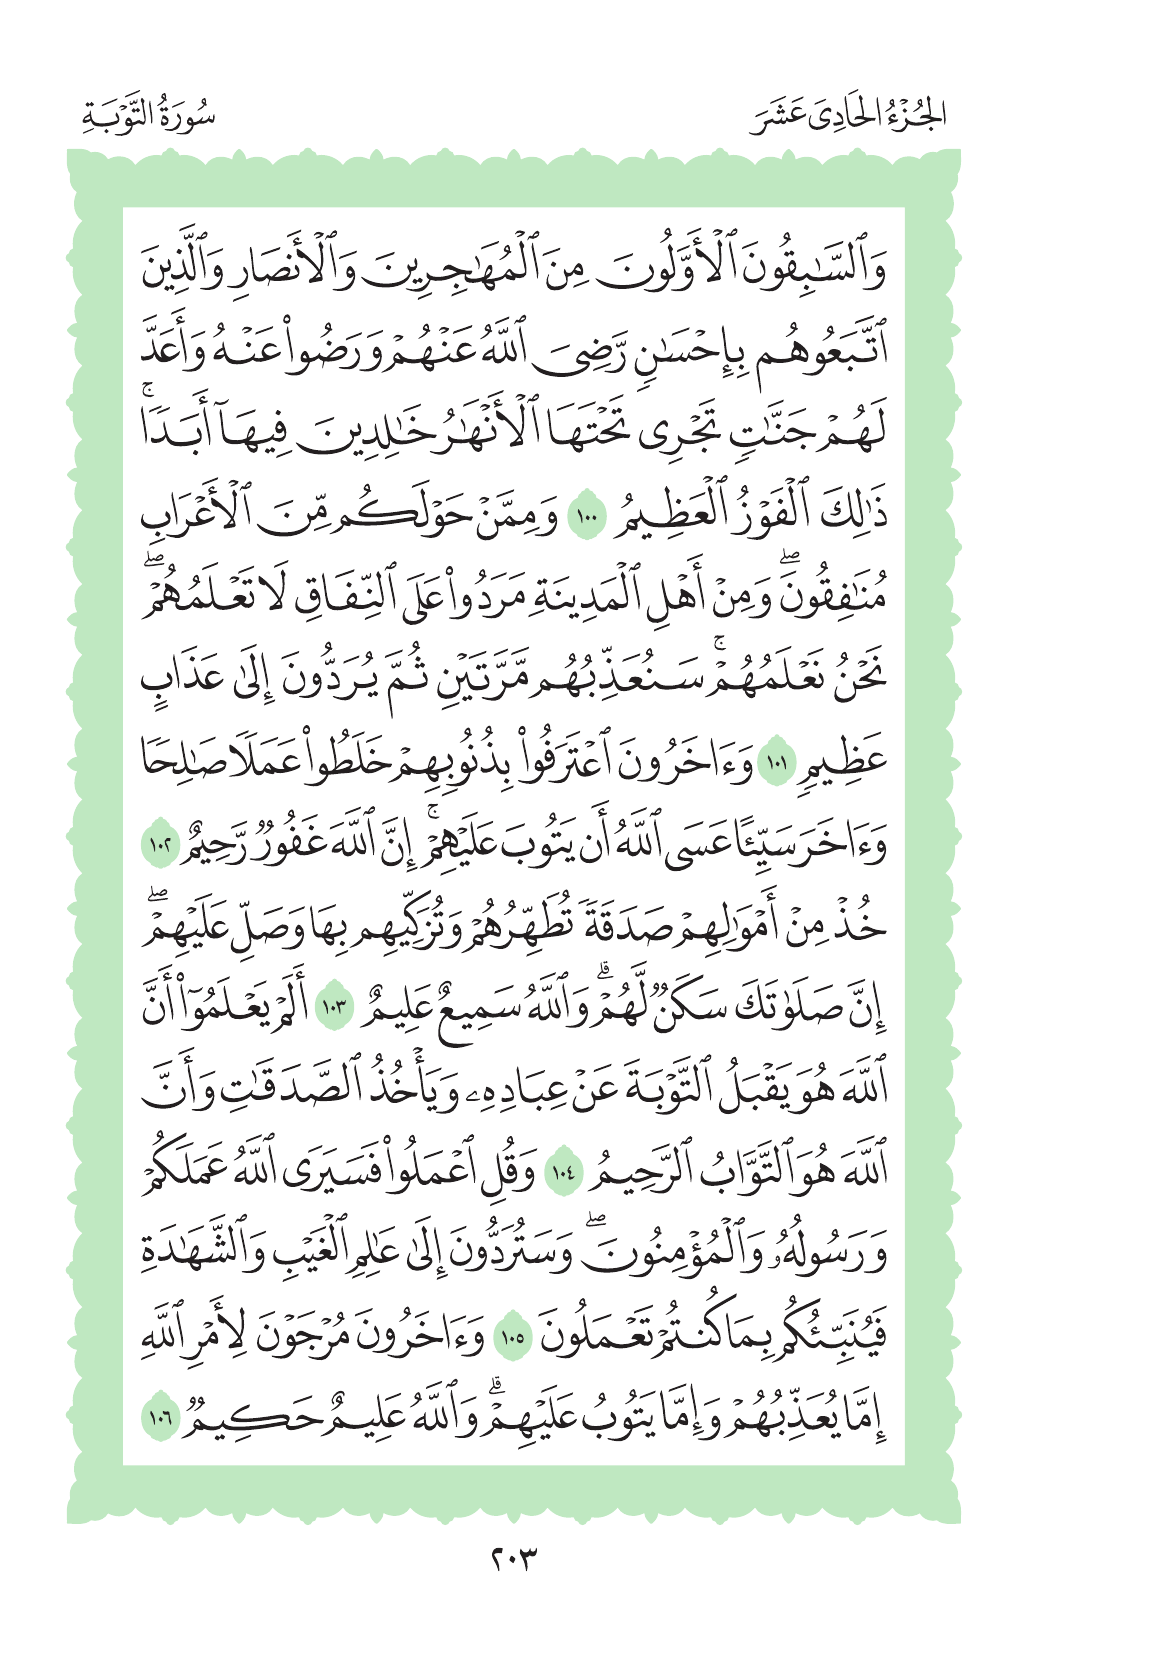 الجُزْءُ الحَادِيَ عَشَرَ
سُورَةُ التَّوْبَةِ
وَٱلسَّٰبِقُونَ ٱلْأَوَّلُونَ مِنَ ٱلْمُهَٰجِرِينَ وَٱلْأَنصَارِ وَٱلَّذِينَ
ٱتَّبَعُوهُم بِإِحْسَٰنٍ رَّضِىَ ٱللَّهُ عَنْهُمْ وَرَضُوا۟ عَنْهُ وَأَعَدَّ
لَهُمْ جَنَّٰتٍ تَجْرِى تَحْتَهَا ٱلْأَنْهَٰرُ خَٰلِدِينَ فِيهَآ أَبَدًا ۚ
ذَٰلِكَ ٱلْفَوْزُ ٱلْعَظِيمُ ١٠٠ وَمِمَّنْ حَوْلَكُم مِّنَ ٱلْأَعْرَابِ
مُنَٰفِقُونَ ۖ وَمِنْ أَهْلِ ٱلْمَدِينَةِ مَرَدُوا۟ عَلَى ٱلنِّفَاقِ لَا تَعْلَمُهُمْ ۖ
نَحْنُ نَعْلَمُهُمْ ۚ سَنُعَذِّبُهُم مَّرَّتَيْنِ ثُمَّ يُرَدُّونَ إِلَىٰ عَذَابٍ
عَظِيمٍ ١٠١ وَءَاخَرُونَ ٱعْتَرَفُوا۟ بِذُنُوبِهِمْ خَلَطُوا۟ عَمَلًا صَٰلِحًا
وَءَاخَرَ سَيِّئًا عَسَى ٱللَّهُ أَن يَتُوبَ عَلَيْهِمْ ۚ إِنَّ ٱللَّهَ غَفُورٌ رَّحِيمٌ ١٠٢
خُذْ مِنْ أَمْوَٰلِهِمْ صَدَقَةً تُطَهِّرُهُمْ وَتُزَكِّيهِم بِهَا وَصَلِّ عَلَيْهِمْ ۖ
إِنَّ صَلَوٰتَكَ سَكَنٌ لَّهُمْ ۗ وَٱللَّهُ سَمِيعٌ عَلِيمٌ ١٠٣ أَلَمْ يَعْلَمُوٓا۟ أَنَّ
ٱللَّهَ هُوَ يَقْبَلُ ٱلتَّوْبَةَ عَنْ عِبَادِهِۦ وَيَأْخُذُ ٱلصَّدَقَٰتِ وَأَنَّ
ٱللَّهَ هُوَ ٱلتَّوَّابُ ٱلرَّحِيمُ ١٠٤ وَقُلِ ٱعْمَلُوا۟ فَسَيَرَى ٱللَّهُ عَمَلَكُمْ
وَرَسُولُهُۥ وَٱلْمُؤْمِنُونَ ۖ وَسَتُرَدُّونَ إِلَىٰ عَٰلِمِ ٱلْغَيْبِ وَٱلشَّهَٰدَةِ
فَيُنَبِّئُكُم بِمَا كُنتُمْ تَعْمَلُونَ ١٠٥ وَءَاخَرُونَ مُرْجَوْنَ لِأَمْرِ ٱللَّهِ
إِمَّا يُعَذِّبُهُمْ وَإِمَّا يَتُوبُ عَلَيْهِمْ ۗ وَٱللَّهُ عَلِيمٌ حَكِيمٌ ١٠٦
٢٠٣